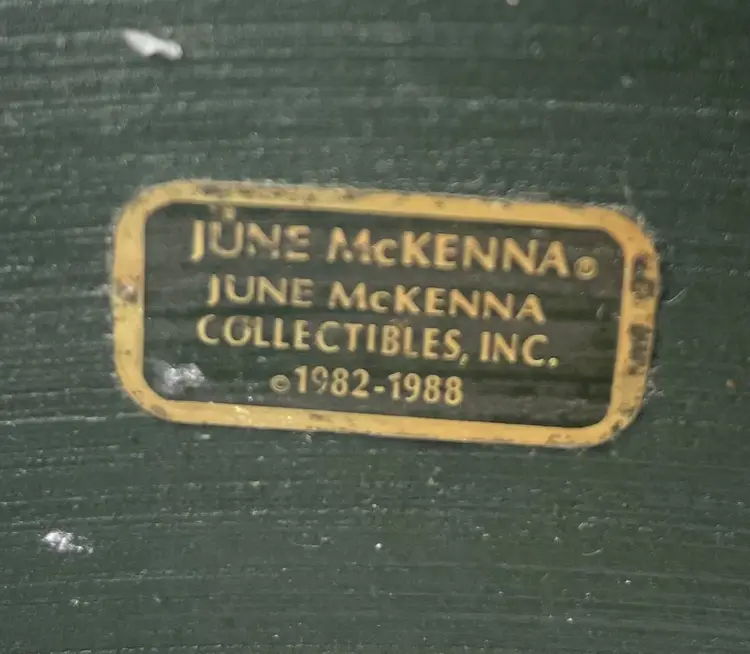 JUNE McKENNA®
JUNE McKENNA
COLLECTIBLES, INC.
©1982-1988